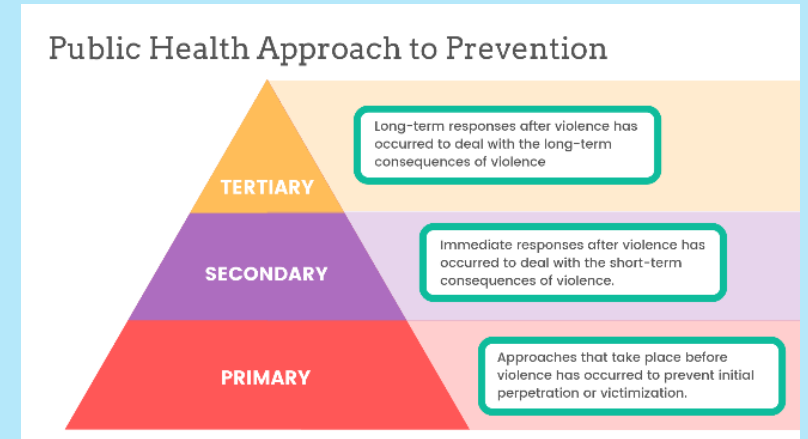 Public Health Approach to Prevention
TERTIARY
Long-term responses after violence has
occurred to deal with the long-term
consequences of violence
SECONDARY
Immediate responses after violence has
occurred to deal with the short-term
consequences of violence.
PRIMARY
Approaches that take place before
violence has occurred to prevent initial
perpetration or victimization.